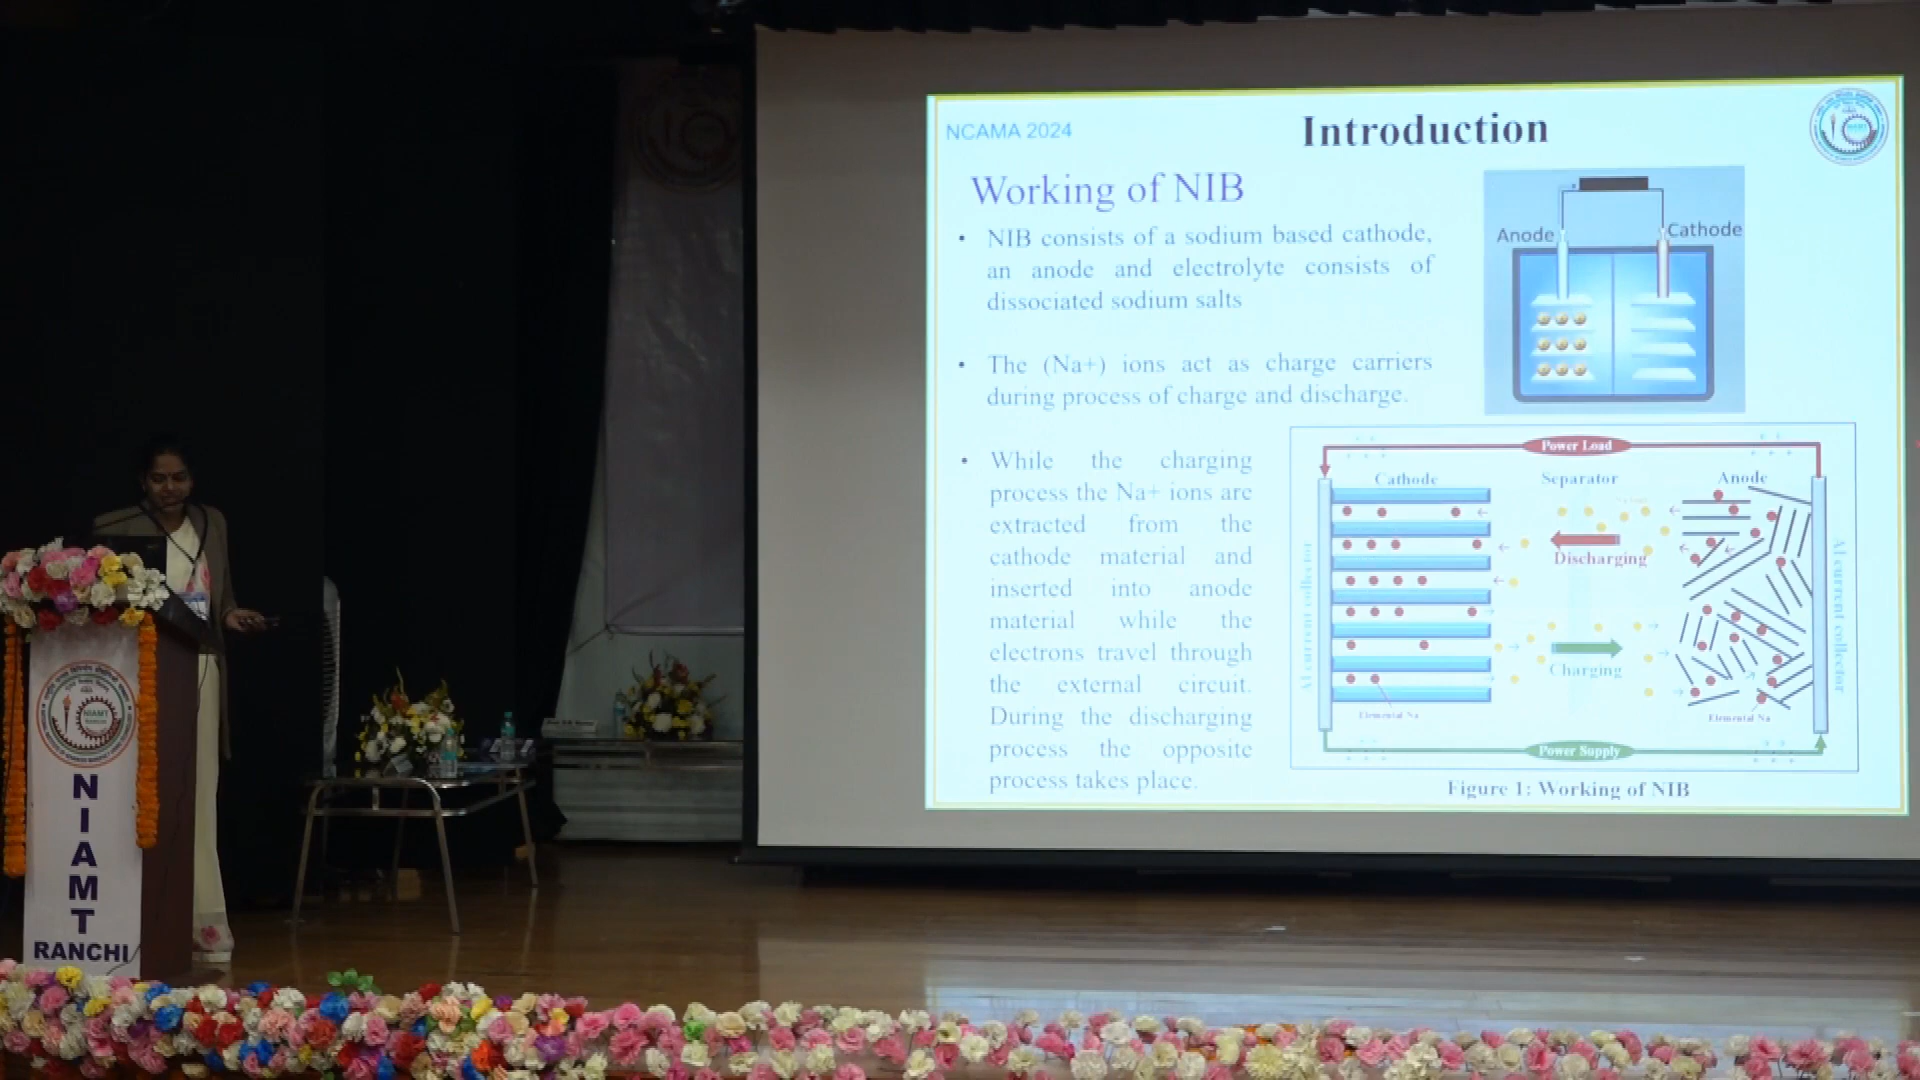 NCAMA 2024
Introduction
Working of NIB
• NIB consists of a sodium based cathode,
an anode and electrolyte consists of
dissociated sodium salts
• The (Na+) ions act as charge carriers
during process of charge and discharge.
• While the charging
process the Na+ ions are
extracted from the
cathode material and
inserted into anode
material while the
electrons travel through
the external circuit.
During the discharging
process the opposite
process takes place.
Anode
Cathode
Power Load
Cathode
Separator
Anode
Discharging
Charging
Al current collector
Al current collector
Elemental Na
Elemental Na
Power Supply
Figure 1: Working of NIB
NIAMT
NIAMT
RANCHI